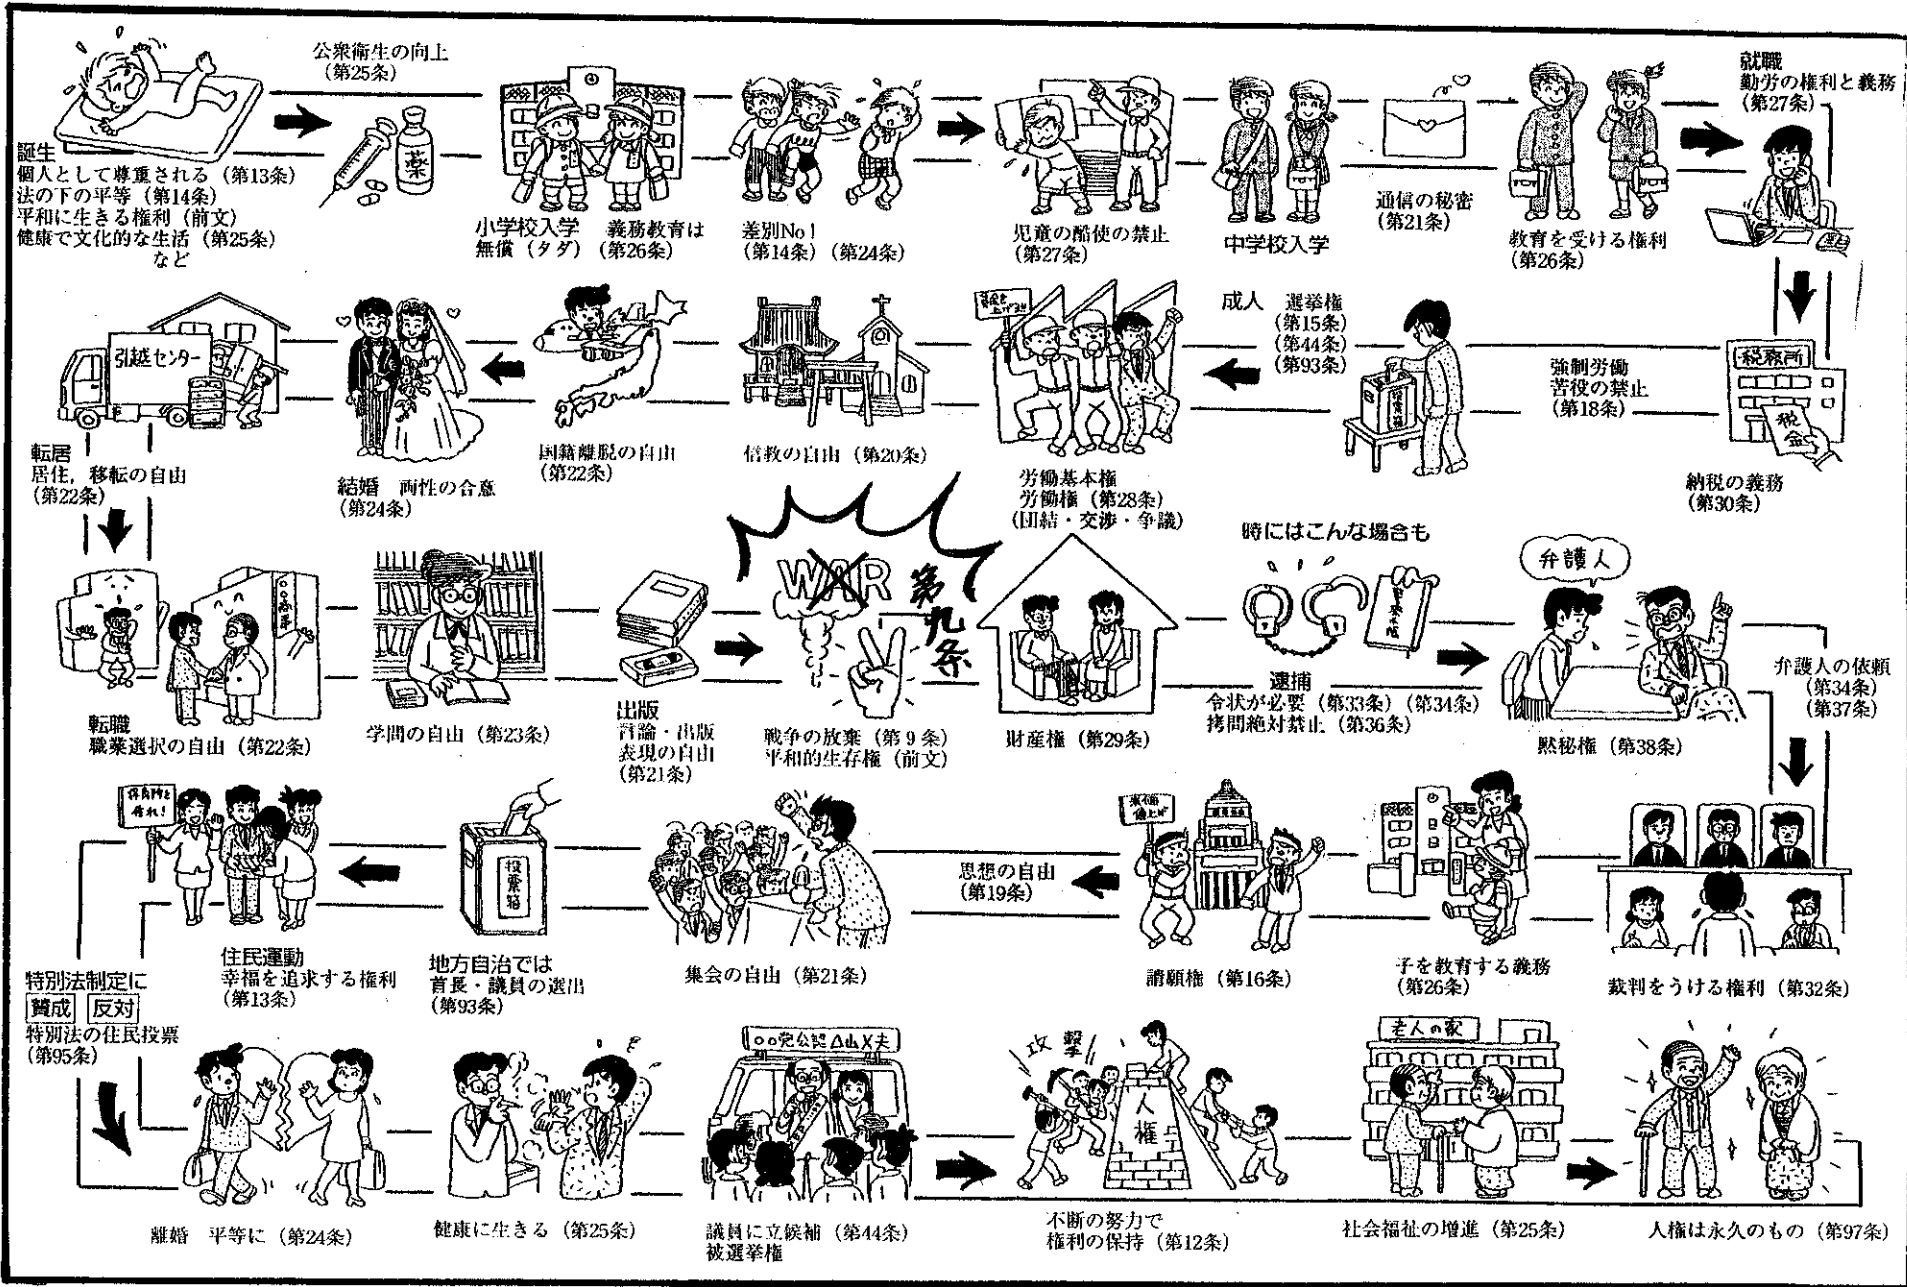 公衆衛生の向上
(第25条)
薬
誕生
個人として尊重される (第13条)
法の下の平等 (第14条)
平和に生きる権利 (前文)
健康で文化的な生活 (第25条)
など
小学校入学 義務教育は
無償 (タダ) (第26条)
差別No!
(第14条) (第24条)
児童の酷使の禁止
(第27条)
中学校入学
通信の秘密
(第21条)
教育を受ける権利
(第26条)
就職
勤労の権利と義務
(第27条)
税務所
税金
納税の義務
(第30条)
強制労働
苦役の禁止
(第18条)
成人 選挙権
(第15条)
(第44条)
(第93条)
投票箱
労働基本権
労働権 (第28条)
(団結・交渉・争議)
信教の自由 (第20条)
国籍離脱の自由
(第22条)
結婚 両性の合意
(第24条)
引越センター
転居
居住,移転の自由
(第22条)
転職
職業選択の自由 (第22条)
学問の自由 (第23条)
出版
言論・出版
表現の自由
(第21条)
WAR
第九条
戦争の放棄 (第9条)
平和的生存権 (前文)
財産権 (第29条)
時にはこんな場合も
逮捕
令状が必要 (第33条) (第34条)
拷問絶対禁止 (第36条)
弁護人
黙秘権 (第38条)
弁護人の依頼
(第34条)
(第37条)
裁判をうける権利 (第32条)
子を教育する義務
(第26条)
請願権 (第16条)
思想の自由
(第19条)
集会の自由 (第21条)
投票箱
地方自治では
首長・議員の選出
(第93条)
住民運動
幸福を追求する権利
(第13条)
特別法制定に
賛成 反対
特別法の住民投票
(第95条)
離婚 平等に (第24条)
健康に生きる (第25条)
○○党公認△山×夫
議員に立候補 (第44条)
被選挙権
攻撃
人権
不断の努力で
権利の保持 (第12条)
老人の家
社会福祉の増進 (第25条)
人権は永久のもの (第97条)